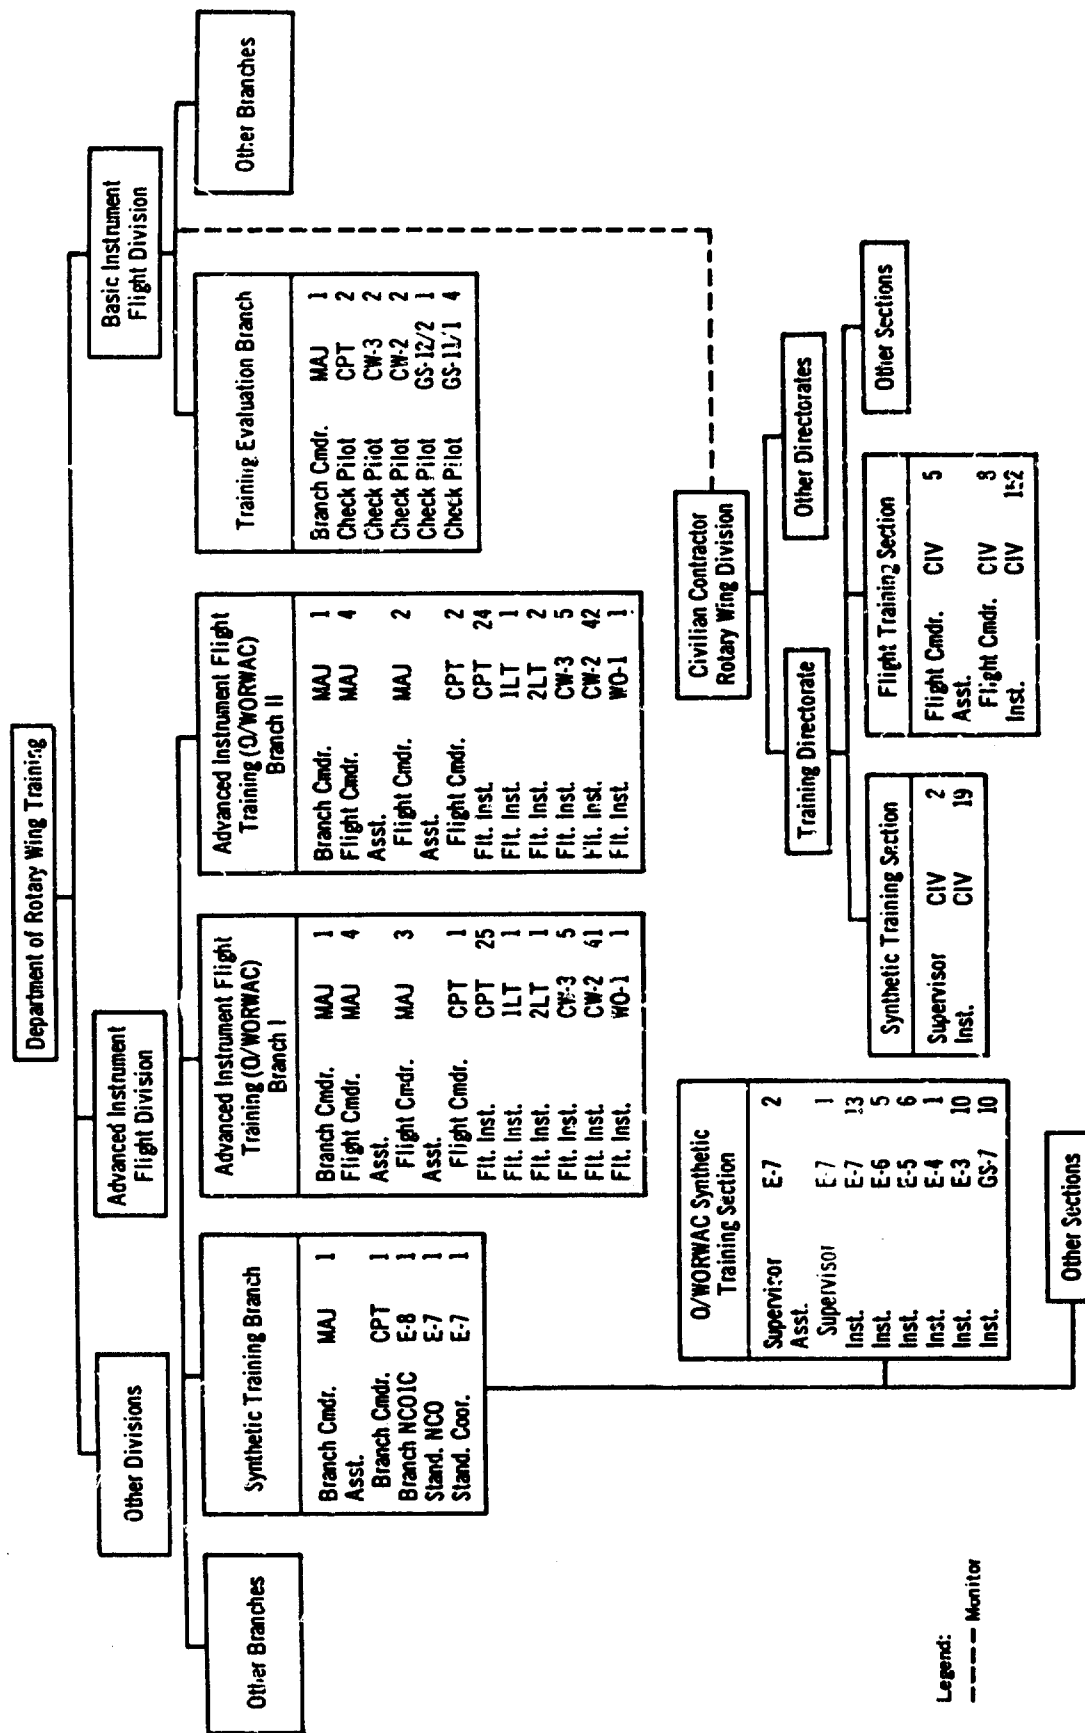 Department of Rotary Wing Training
Other Divisions
Advanced Instrument
Flight Division
Basic Instrument
Flight Division
Other Branches
Synthetic Training Branch
Branch Cmdr. MAJ 1
Asst.
Branch Cmdr. CPT 1
Branch NCOIC E-8 1
Stand. NCO E-7 1
Stand. Coor. E-7 1
Advanced Instrument Flight
Training (O/WORWAC)
Branch I
Branch Cmdr. MAJ 1
Flight Cmdr. MAJ 4
Asst.
Flight Cmdr. MAJ 3
Asst.
Flight Cmdr. CPT 1
Flt. Inst. CPT 25
Flt. Inst. 1LT 1
Flt. Inst. 2LT 1
Flt. Inst. CW-3 5
Flt. Inst. CW-2 41
Flt. Inst. WO-1 1
Advanced Instrument Flight
Training (O/WORWAC)
Branch II
Branch Cmdr. MAJ 1
Flight Cmdr. MAJ 4
Asst.
Flight Cmdr. MAJ 2
Asst.
Flight Cmdr. CPT 2
Flt. Inst. CPT 24
Flt. Inst. 1LT 1
Flt. Inst. 2LT 2
Flt. Inst. CW-3 5
Flt. Inst. CW-2 42
Flt. Inst. WO-1 1
Training Evaluation Branch
Branch Cmdr. MAJ 1
Check Pilot CPT 2
Check Pilot CW-3 2
Check Pilot CW-2 2
Check Pilot GS-12/2 1
Check Pilot GS-11/1 4
Other Branches
O/WORWAC Synthetic
Training Section
Supervisor E-7 2
Asst.
Supervisor E-7 1
Inst. E-7 13
Inst. E-6 5
Inst. E-5 6
Inst. E-4 1
Inst. E-3 10
Inst. GS-7 10
Other Sections
Civilian Contractor
Rotary Wing Division
Training Directorate
Other Directorates
Synthetic Training Section
Supervisor CIV 2
Inst. CIV 19
Flight Training Section
Flight Cmdr. CIV 5
Asst.
Flight Cmdr. CIV
Inst. CIV
Other Sections
Legend:
---- Monitor